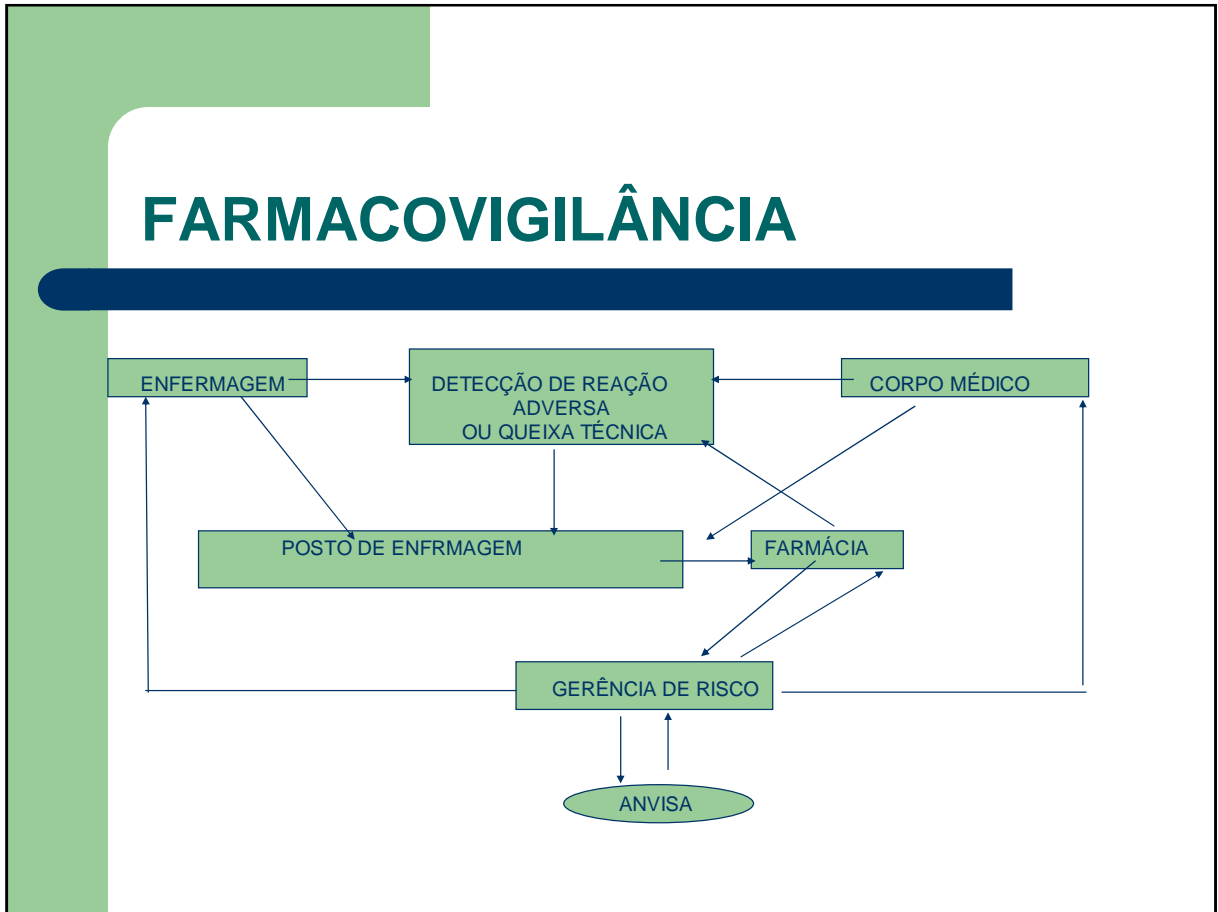 FARMACOVIGILÂNCIA
ENFERMAGEM
DETECÇÃO DE REAÇÃO
ADVERSA
OU QUEIXA TÉCNICA
CORPO MÉDICO
POSTO DE ENFRMAGEM
FARMÁCIA
GERÊNCIA DE RISCO
ANVISA